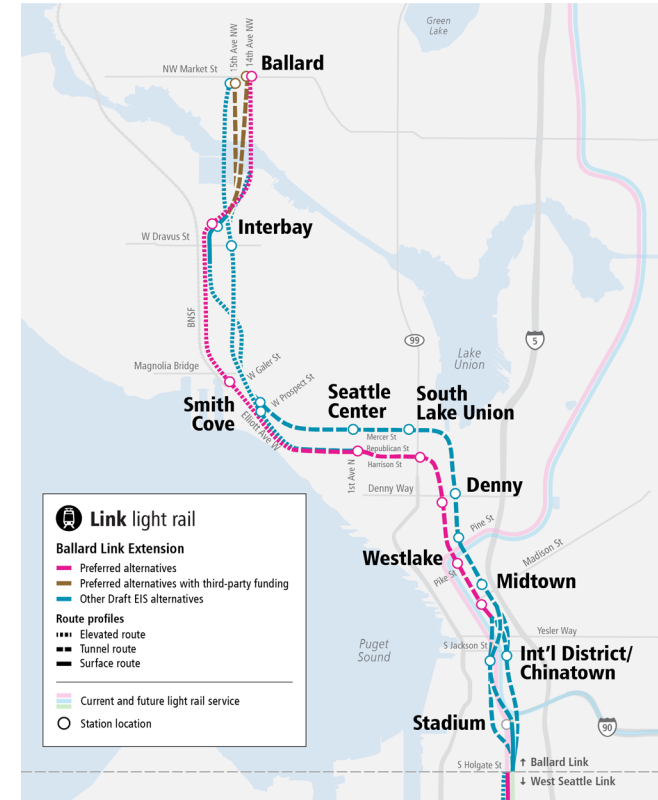 Green
Lake
15th Ave NW
14th Ave NW
NW Market St
Ballard
Interbay
W Dravus St
BNSF
99
5
Lake
Union
Magnolia Bridge
W Galer St
W Prospect St
Smith
Cove
Elliott Ave W
Seattle
Center
South
Lake Union
Mercer St
Republican St
Harrison St
1st Ave N
Denny Way
Denny
Pine St
Madison St
Westlake
Pike St
Midtown
Yesler Way
Puget
Sound
S Jackson St
Int'l District/
Chinatown
Stadium
90
S Holgate St
↑ Ballard Link
↓ West Seattle Link
Link light rail
Ballard Link Extension
Preferred alternatives
Preferred alternatives with third-party funding
Other Draft EIS alternatives
Route profiles
Elevated route
Tunnel route
Surface route
Current and future light rail service
Station location